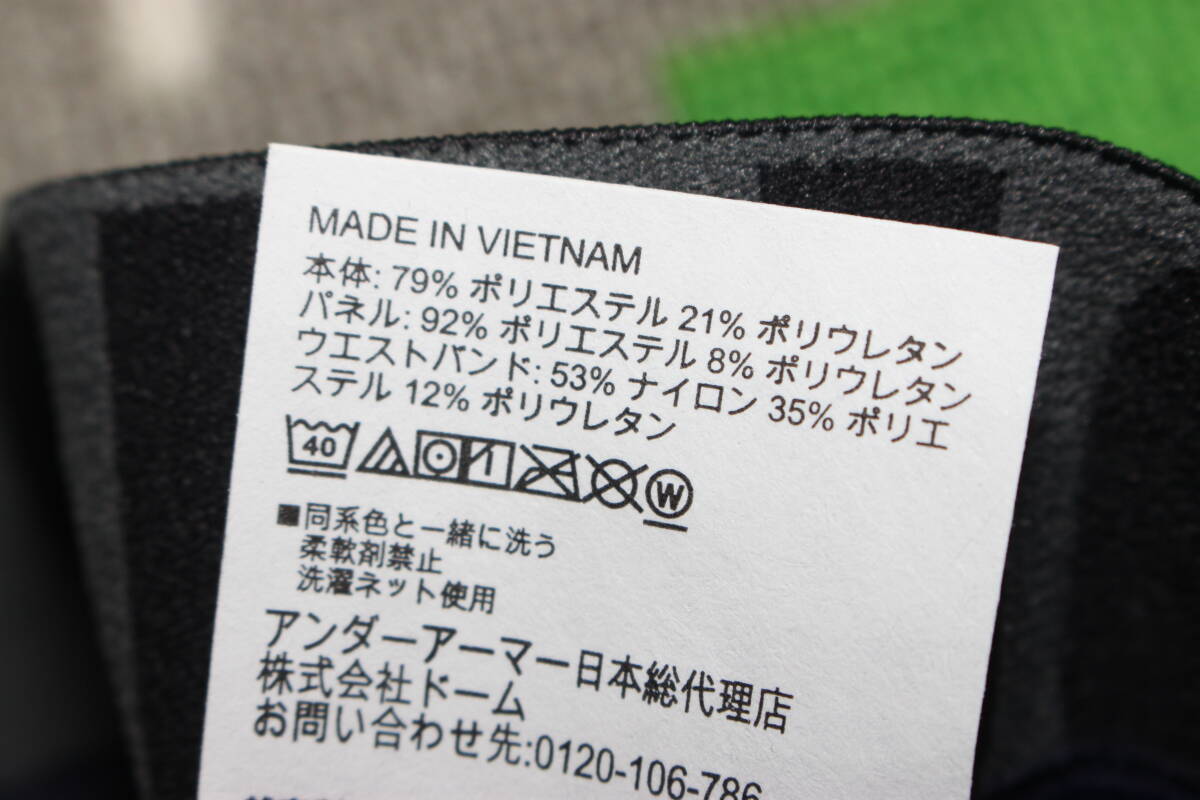 MADE IN VIETNAM
本体: 79% ポリエステル 21% ポリウレタン
パネル: 92% ポリエステル 8% ポリウレタン
ウエストバンド: 53% ナイロン 35% ポリエ
ステル 12% ポリウレタン
40 W
■同系色と一緒に洗う
柔軟剤禁止
洗濯ネット使用
アンダーアーマー日本総代理店
株式会社ドーム
お問い合わせ先:0120-106-786